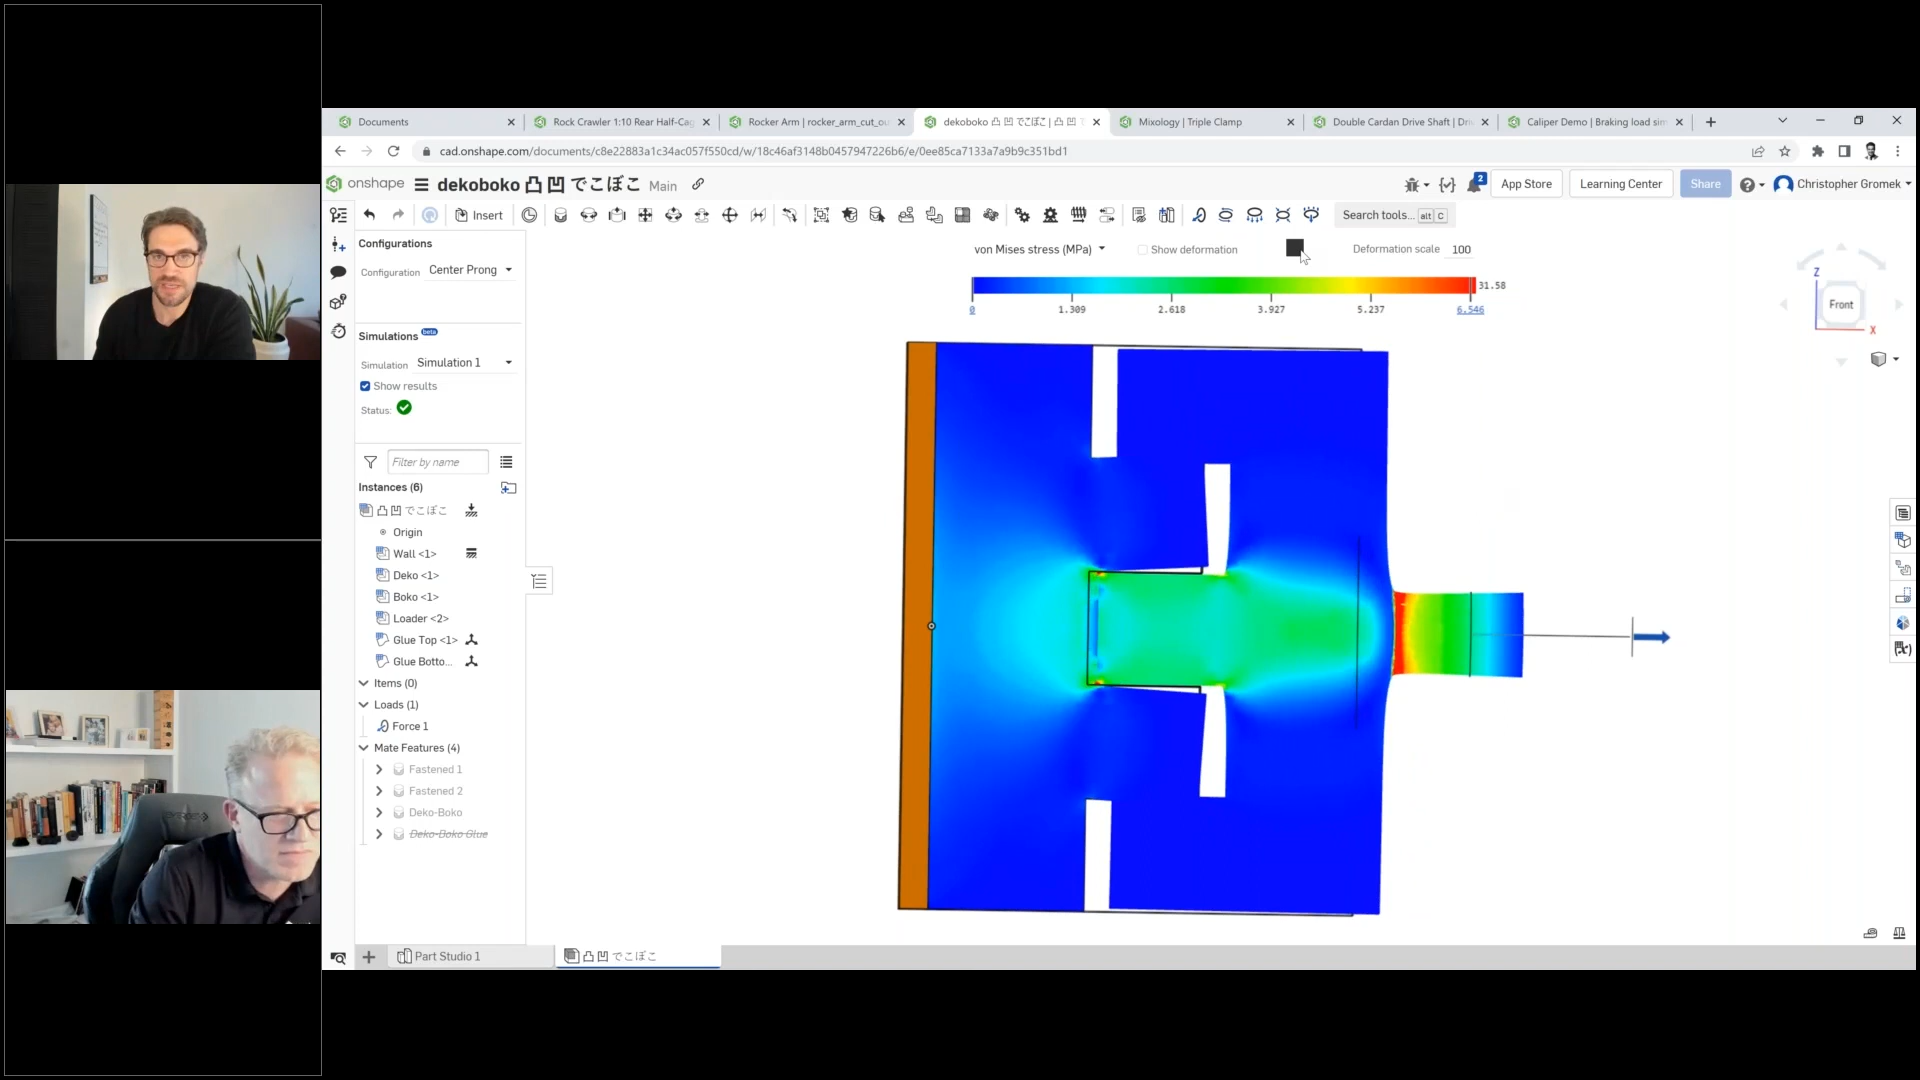 Documents
Rock Crawler 1:10 Rear Half-Cag
Rocker Arm | rocker_arm_cut_ou
dekoboko 凸 凹 でこぼこ | 凸 凹 で
Mixology | Triple Clamp
Double Cardan Drive Shaft | Dri
Caliper Demo | Braking load sim
cad.onshape.com/documents/c8e22883a1c34ac057f550cd/w/18c46af3148b0457947226b6/e/0ee85ca7133a7a9b9c351bd1
onshape
dekoboko 凸 凹 でこぼこ
Main
2
App Store
Learning Center
Share
Christopher Gromek
Insert
Search tools... alt C
Configurations
Configuration Center Prong
Simulations beta
Simulation Simulation 1
Show results
Status:
Filter by name
Instances (6)
凸 凹 でこぼこ
Origin
Wall <1>
Deko <1>
Boko <1>
Loader <2>
Glue Top <1>
Glue Botto...
Items (0)
Loads (1)
Force 1
Mate Features (4)
Fastened 1
Fastened 2
Deko-Boko
Deko-Boko Glue
von Mises stress (MPa)
Show deformation
Deformation scale 100
31.58
0 1.309 2.618 3.927 5.237 6.546
Z
Front
X
Part Studio 1
凸 凹 でこぼこ